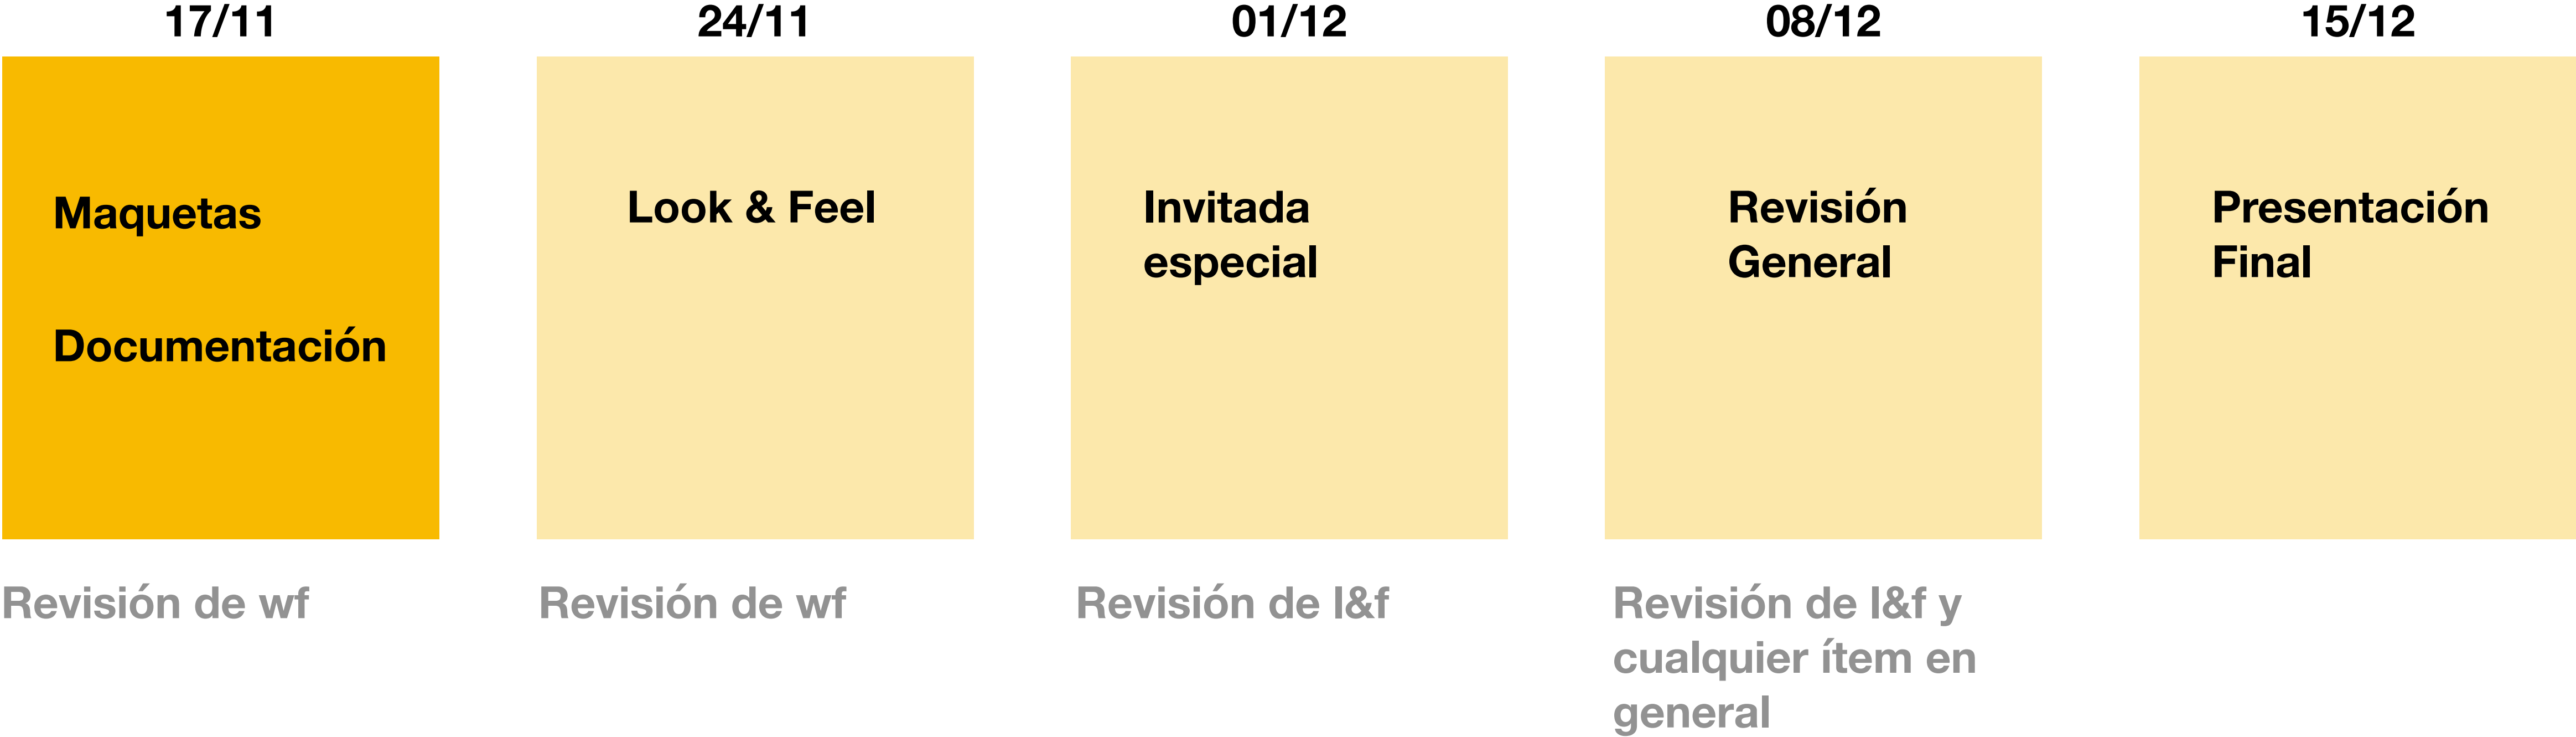 17/11
24/11
01/12
08/12
15/12
Maquetas
Documentación
Look & Feel
Invitada
especial
Revisión
General
Presentación
Final
Revisión de wf
Revisión de wf
Revisión de l&f
Revisión de l&f y
cualquier ítem en
general